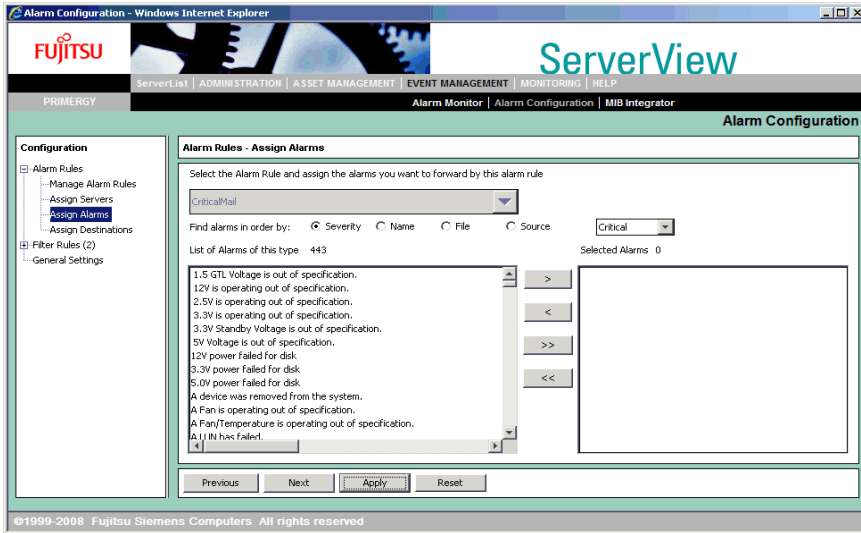 Alarm Configuration - Windows Internet Explorer
FUJITSU
ServerView
ServerList | ADMINISTRATION | ASSET MANAGEMENT | EVENT MANAGEMENT | MONITORING | HELP
PRIMERGY
Alarm Monitor | Alarm Configuration | MIB Integrator
Alarm Configuration
Configuration
Alarm Rules
Manage Alarm Rules
Assign Servers
Assign Alarms
Assign Destinations
Filter Rules (2)
General Settings
Alarm Rules - Assign Alarms
Select the Alarm Rule and assign the alarms you want to forward by this alarm rule
CriticalMail
Find alarms in order by: Severity Name File Source Critical
List of Alarms of this type 443 Selected Alarms 0
1.5 GTL Voltage is out of specification.
12V is operating out of specification.
2.5V is operating out of specification.
3.3V is operating out of specification.
3.3V Standby Voltage is out of specification.
5V Voltage is out of specification.
12V power failed for disk
3.3V power failed for disk
5.0V power failed for disk
A device was removed from the system.
A Fan is operating out of specification.
A Fan/Temperature is operating out of specification.
A LUN has failed.
>
<
>>
<<
Previous Next Apply Reset
©1999-2008 Fujitsu Siemens Computers All rights reserved